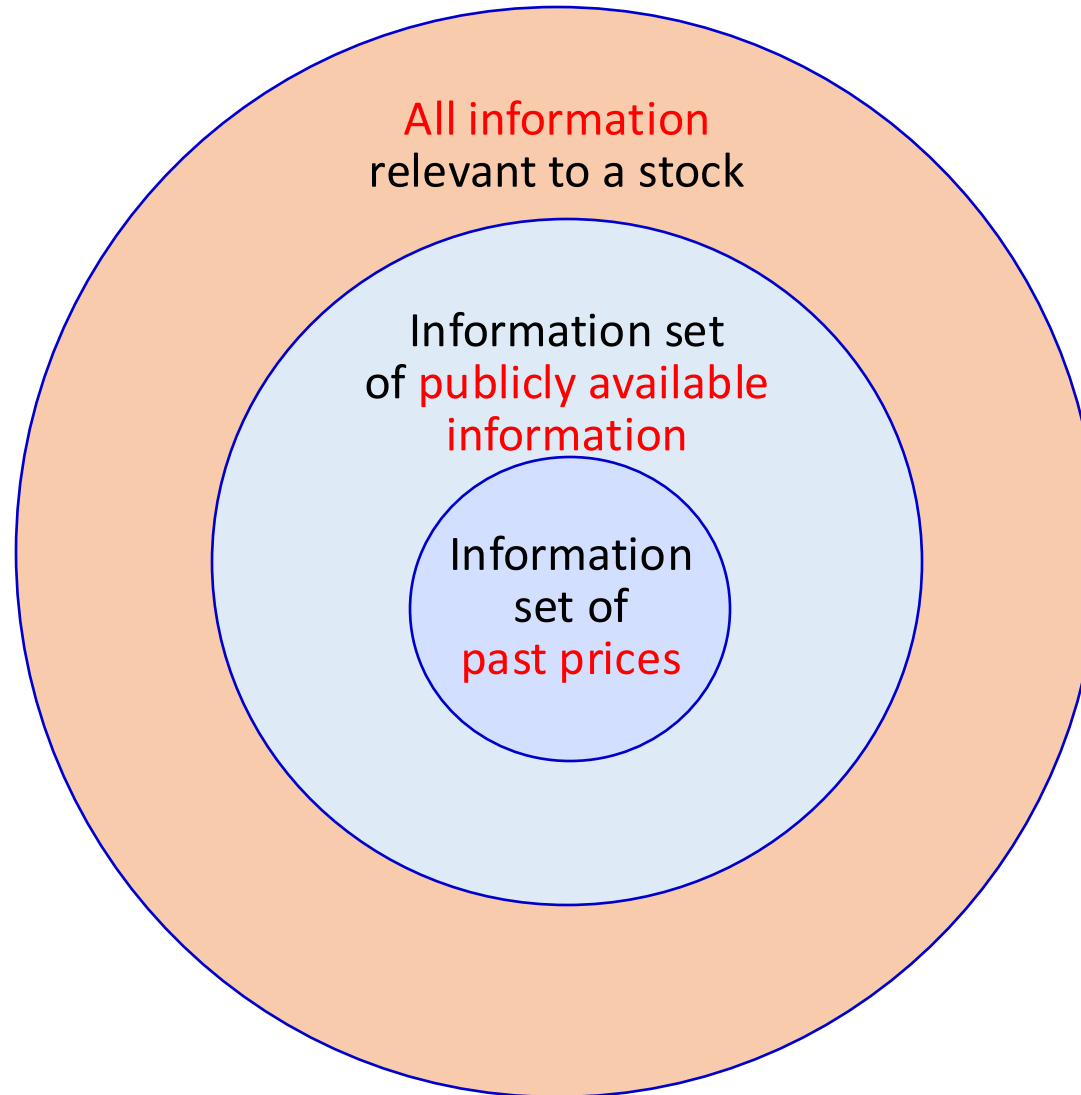 All information
relevant to a stock
Information set
of publicly available
information
Information
set of
past prices